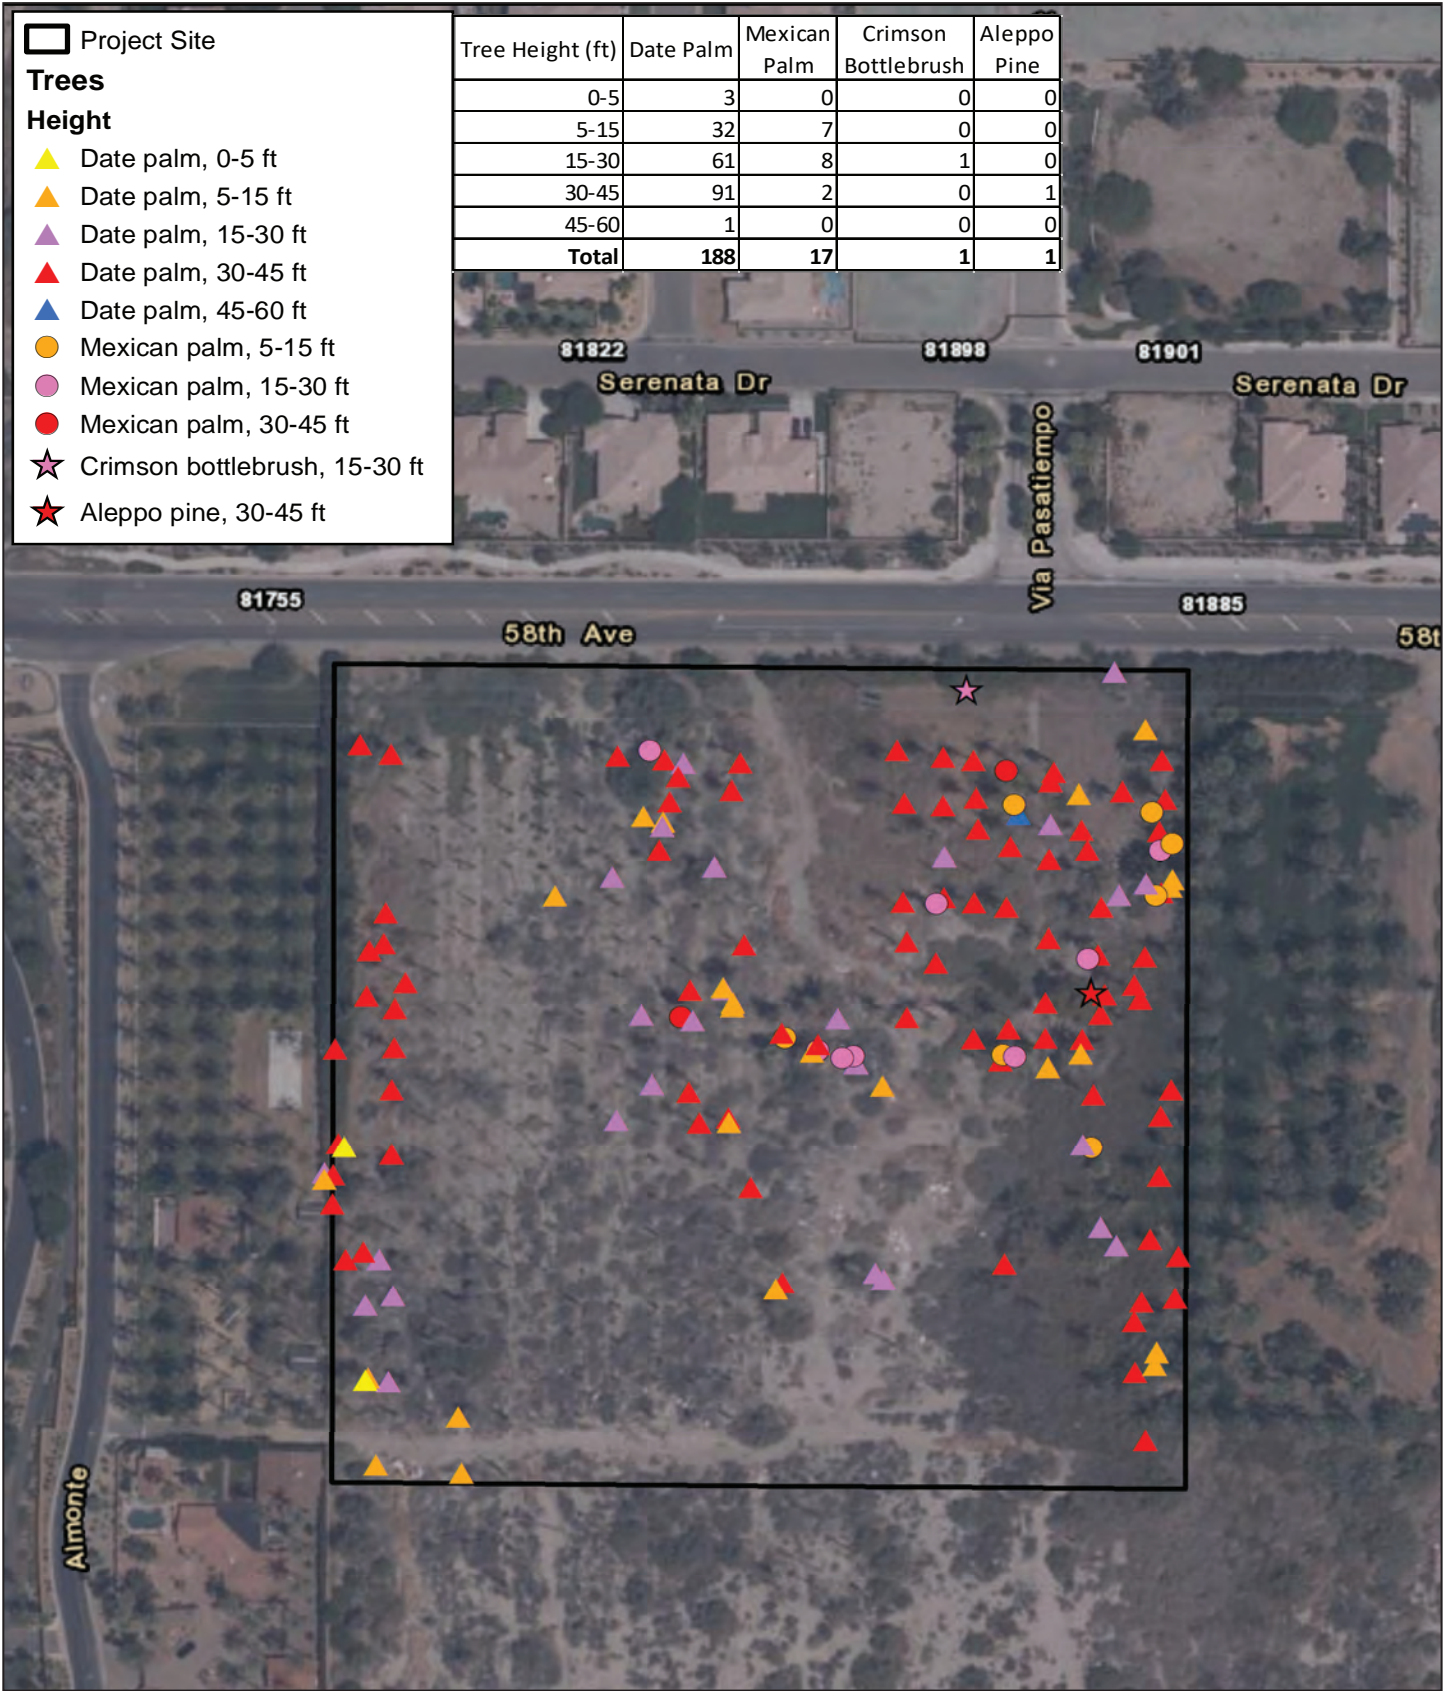 Project Site
Trees
Height
Date palm, 0-5 ft
Date palm, 5-15 ft
Date palm, 15-30 ft
Date palm, 30-45 ft
Date palm, 45-60 ft
Mexican palm, 5-15 ft
Mexican palm, 15-30 ft
Mexican palm, 30-45 ft
Crimson bottlebrush, 15-30 ft
Aleppo pine, 30-45 ft
Tree Height (ft) Date Palm Mexican Palm Crimson Bottlebrush Aleppo Pine
0-5 3 0 0 0
5-15 32 7 0 0
15-30 61 8 1 0
30-45 91 2 0 1
45-60 1 0 0 0
Total 188 17 1 1
81822 81898 81901
Serenata Dr Serenata Dr
Via Pasatiempo
81755 81885
58th Ave 58t
Almonte